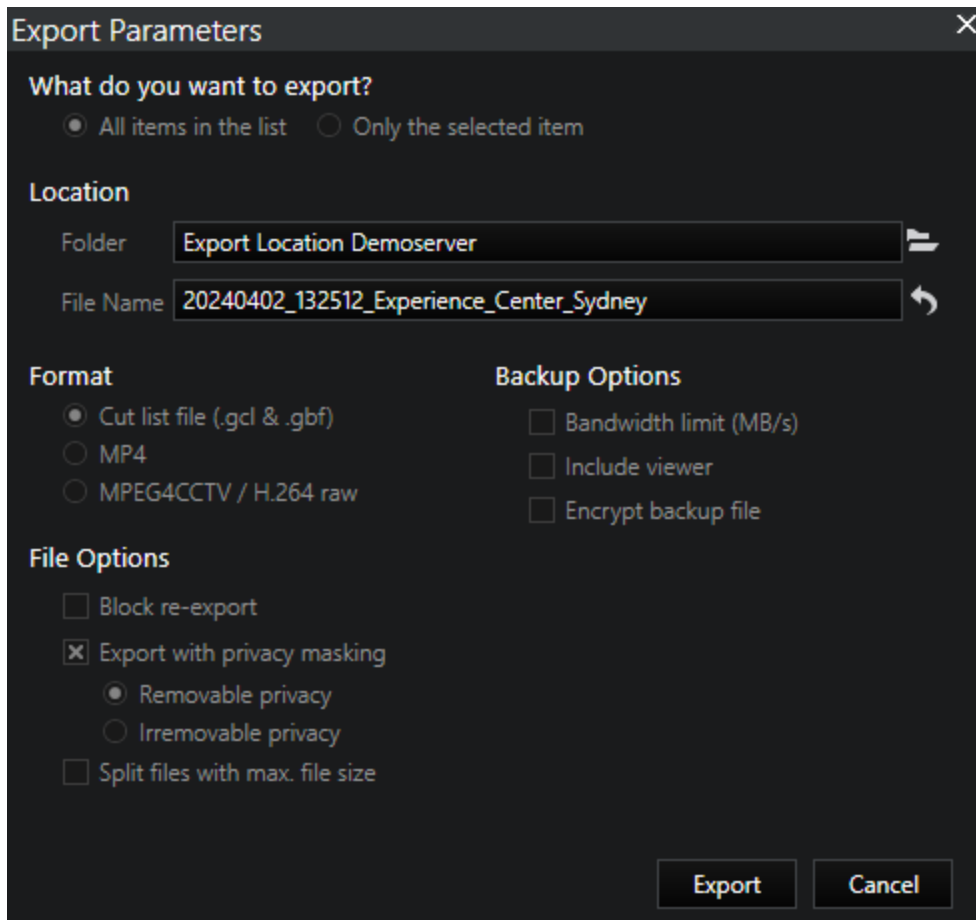 Export Parameters
What do you want to export?
All items in the list Only the selected item
Location
Folder Export Location Demoserver
File Name 20240402_132512_Experience_Center_Sydney
Format
Cut list file (.gcl & .gbf)
MP4
MPEG4CCTV / H.264 raw
Backup Options
Bandwidth limit (MB/s)
Include viewer
Encrypt backup file
File Options
Block re-export
Export with privacy masking
Removable privacy
Irremovable privacy
Split files with max. file size
Export Cancel